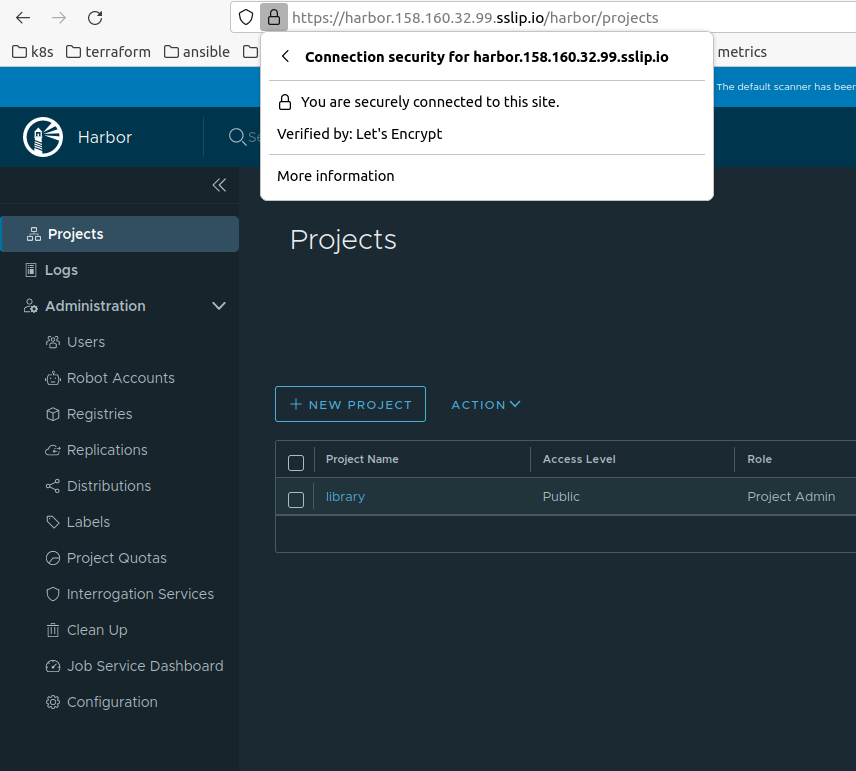 https://harbor.158.160.32.99.sslip.io/harbor/projects
k8s terraform ansible metrics
Connection security for harbor.158.160.32.99.sslip.io
The default scanner has been
You are securely connected to this site.
Verified by: Let's Encrypt
More information
Harbor
Projects
Logs
Administration
Users
Robot Accounts
Registries
Replications
Distributions
Labels
Project Quotas
Interrogation Services
Clean Up
Job Service Dashboard
Configuration
Projects
NEW PROJECT ACTION
Project Name Access Level Role
library Public Project Admin